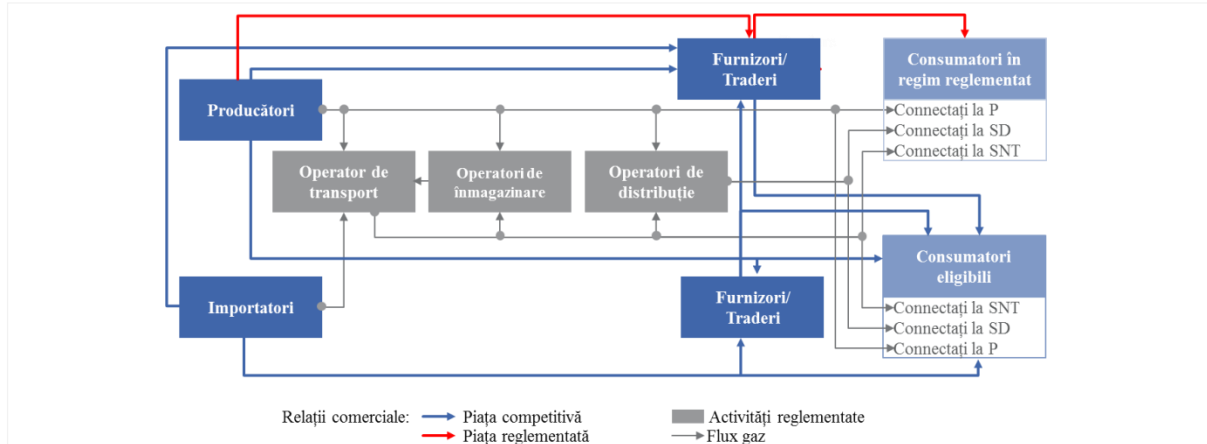 Furnizori/
Traderi
Consumatori în
regim reglementat
Connectați la P
Connectați la SD
Connectați la SNT
Producători
Operator de
transport
Operatori de
înmagazinare
Operatori de
distribuție
Consumatori
eligibili
Connectați la SNT
Connectați la SD
Connectați la P
Importatori
Furnizori/
Traderi
Relații comerciale:
Piața competitivă
Piața reglementată
Activități reglementate
Flux gaz